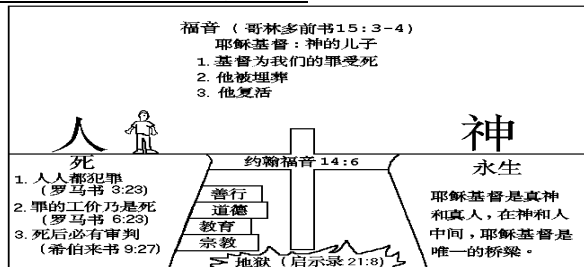 福音 ( 哥林多前书15:3-4)
耶稣基督:神的儿子
1. 基督为我们的罪受死
2. 他被埋葬
3. 他复活
人
神
死
1. 人人都犯罪
(罗马书 3:23)
2. 罪的工价乃是死
(罗马书 6:23)
3. 死后必有审判
(希伯来书 9:27)
约翰福音 14:6
善行
道德
教育
宗教
地狱 (启示录 21:8)
永生
耶稣基督是真神
和真人,在神和人
中间,耶稣基督是
唯一的桥梁。